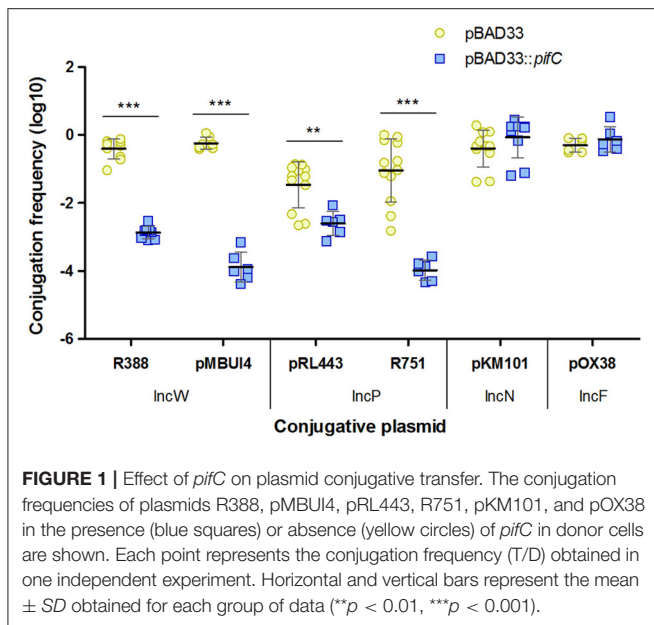 pBAD33
pBAD33::pifC
Conjugation frequency (log10)
2
0
-2
-4
-6
***
***
**
***
R388
pMBUI4
pRL443
R751
pKM101
pOX38
IncW
IncP
IncN
IncF
Conjugative plasmid
FIGURE 1 | Effect of pifC on plasmid conjugative transfer. The conjugation
frequencies of plasmids R388, pMBUI4, pRL443, R751, pKM101, and pOX38
in the presence (blue squares) or absence (yellow circles) of pifC in donor cells
are shown. Each point represents the conjugation frequency (T/D) obtained in
one independent experiment. Horizontal and vertical bars represent the mean
± SD obtained for each group of data (**p < 0.01, ***p < 0.001).